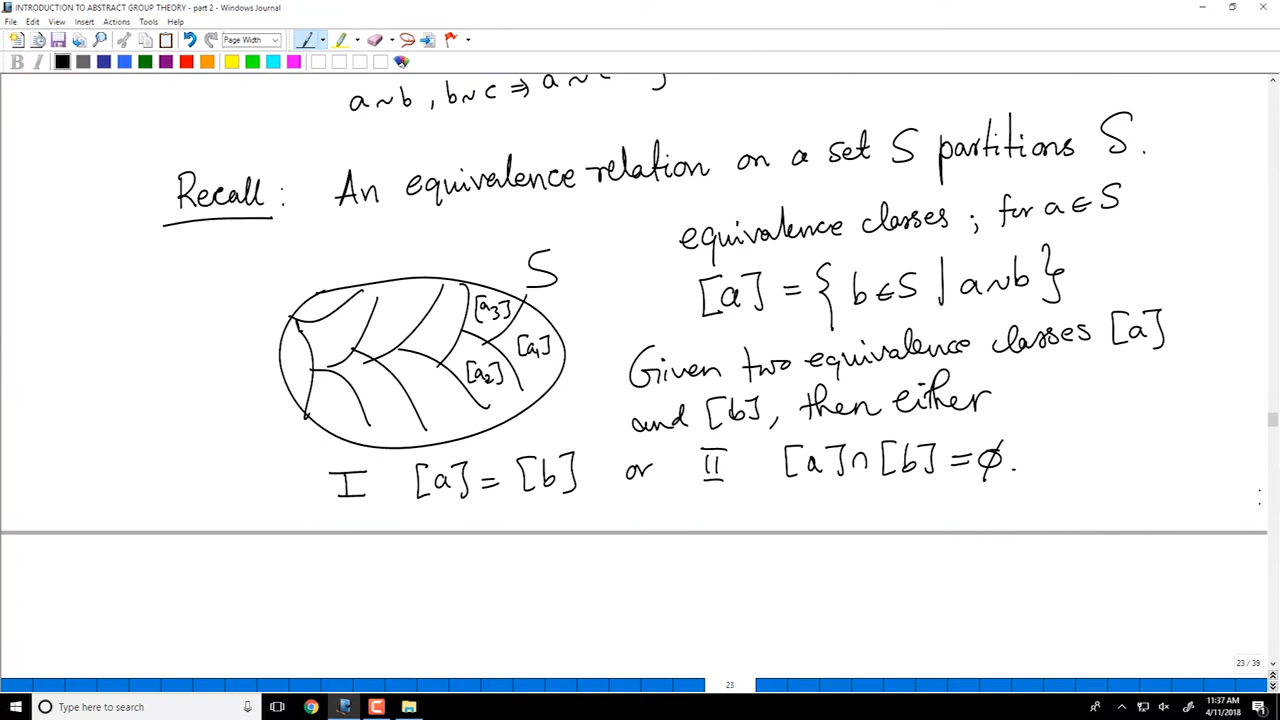 INTRODUCTION TO ABSTRACT GROUP THEORY - part 2 - Windows Journal
File Edit View Insert Actions Tools Help
Page Width
B I
a~b, b~c ⇒ a~c
Recall: An equivalence relation on a set S partitions S.
equivalence classes; for a∈S
S
[a] = { b∈S | a~b }
[a₃]
[a₁]
[a₂]
Given two equivalence classes [a]
and [b], then either
I [a] = [b] or II [a]∩[b] = ∅.
23 / 39
23
Type here to search
11:37 AM
4/11/2018